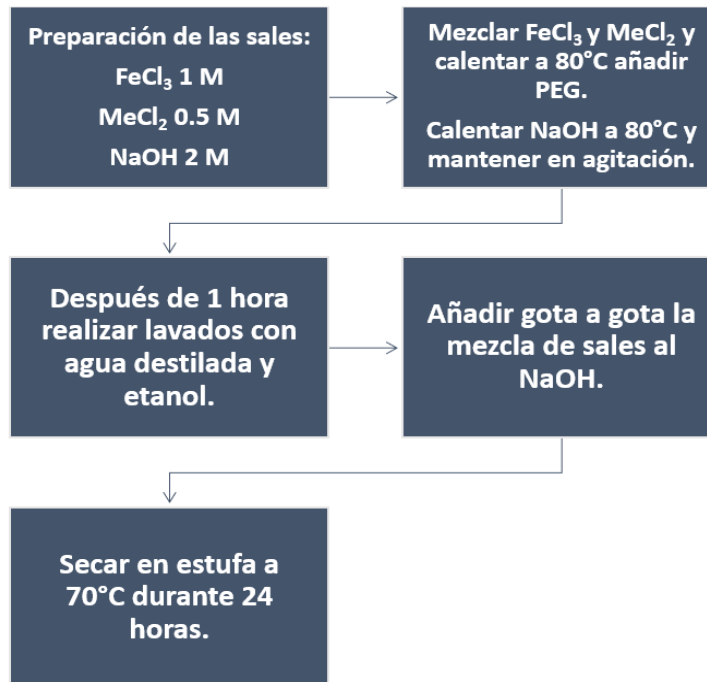 Preparación de las sales:
FeCl₃ 1 M
MeCl₂ 0.5 M
NaOH 2 M
Mezclar FeCl₃ y MeCl₂ y
calentar a 80°C añadir
PEG.
Calentar NaOH a 80°C y
mantener en agitación.
Después de 1 hora
realizar lavados con
agua destilada y
etanol.
Añadir gota a gota la
mezcla de sales al
NaOH.
Secar en estufa a
70°C durante 24
horas.